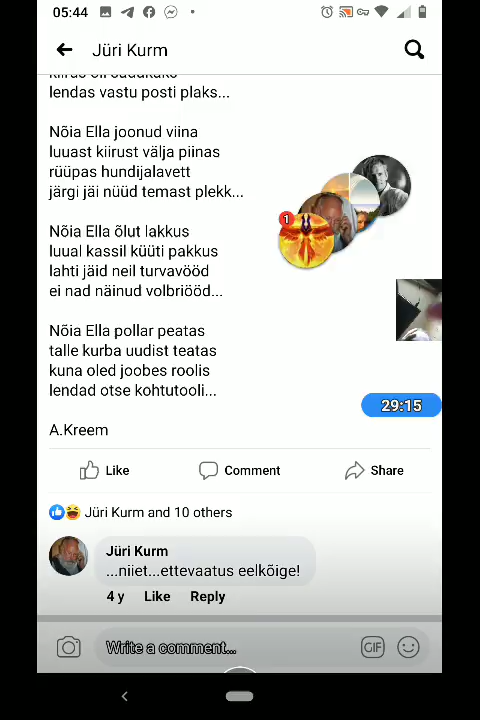 05:44
Jüri Kurm
lendas vastu posti plaks...
Nõia Ella joonud viina
luuast kiirust välja piinas
rüüpas hundijalavett
järgi jäi nüüd temast plekk...
Nõia Ella õlut lakkus
luual kassil küüti pakkus
lahti jäid neil turvavööd
ei nad näinud volbriööd...
Nõia Ella pollar peatas
talle kurba uudist teatas
kuna oled joobes roolis
lendad otse kohtutooli...
A.Kreem
1
29:15
Like Comment Share
Jüri Kurm and 10 others
Jüri Kurm
...niiet...ettevaatus eelkõige!
4 y Like Reply
Write a comment... GIF